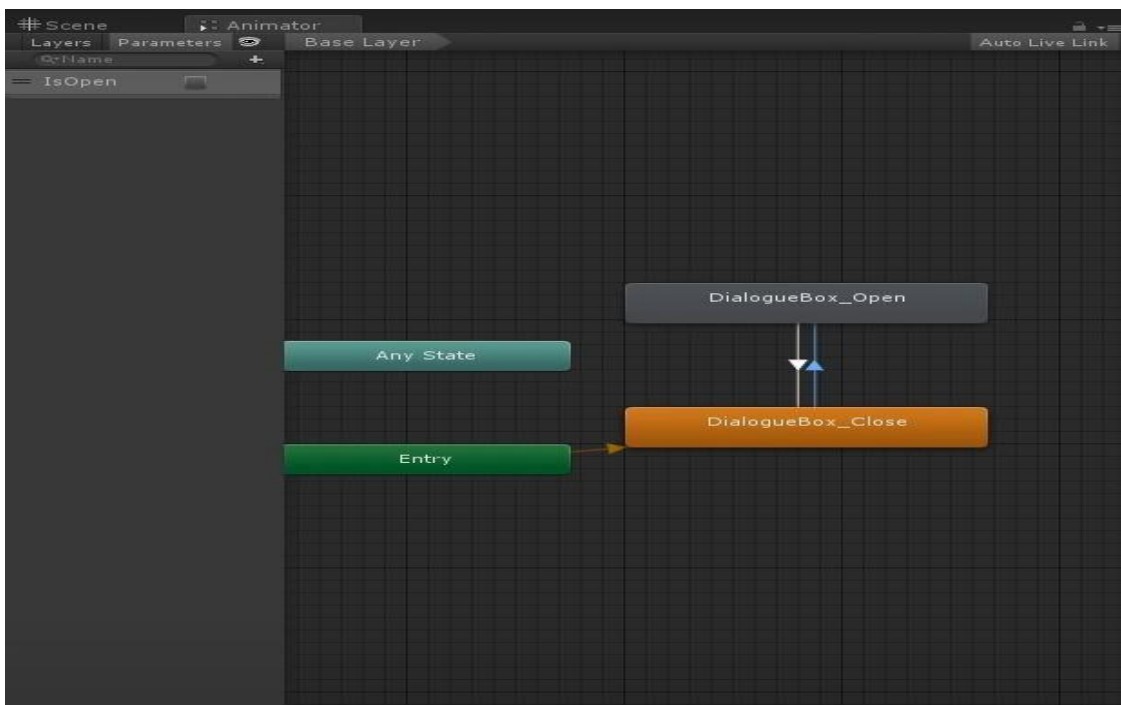 Scene Animator
Layers Parameters Base Layer Auto Live Link
Name
IsOpen
DialogueBox_Open
Any State
DialogueBox_Close
Entry